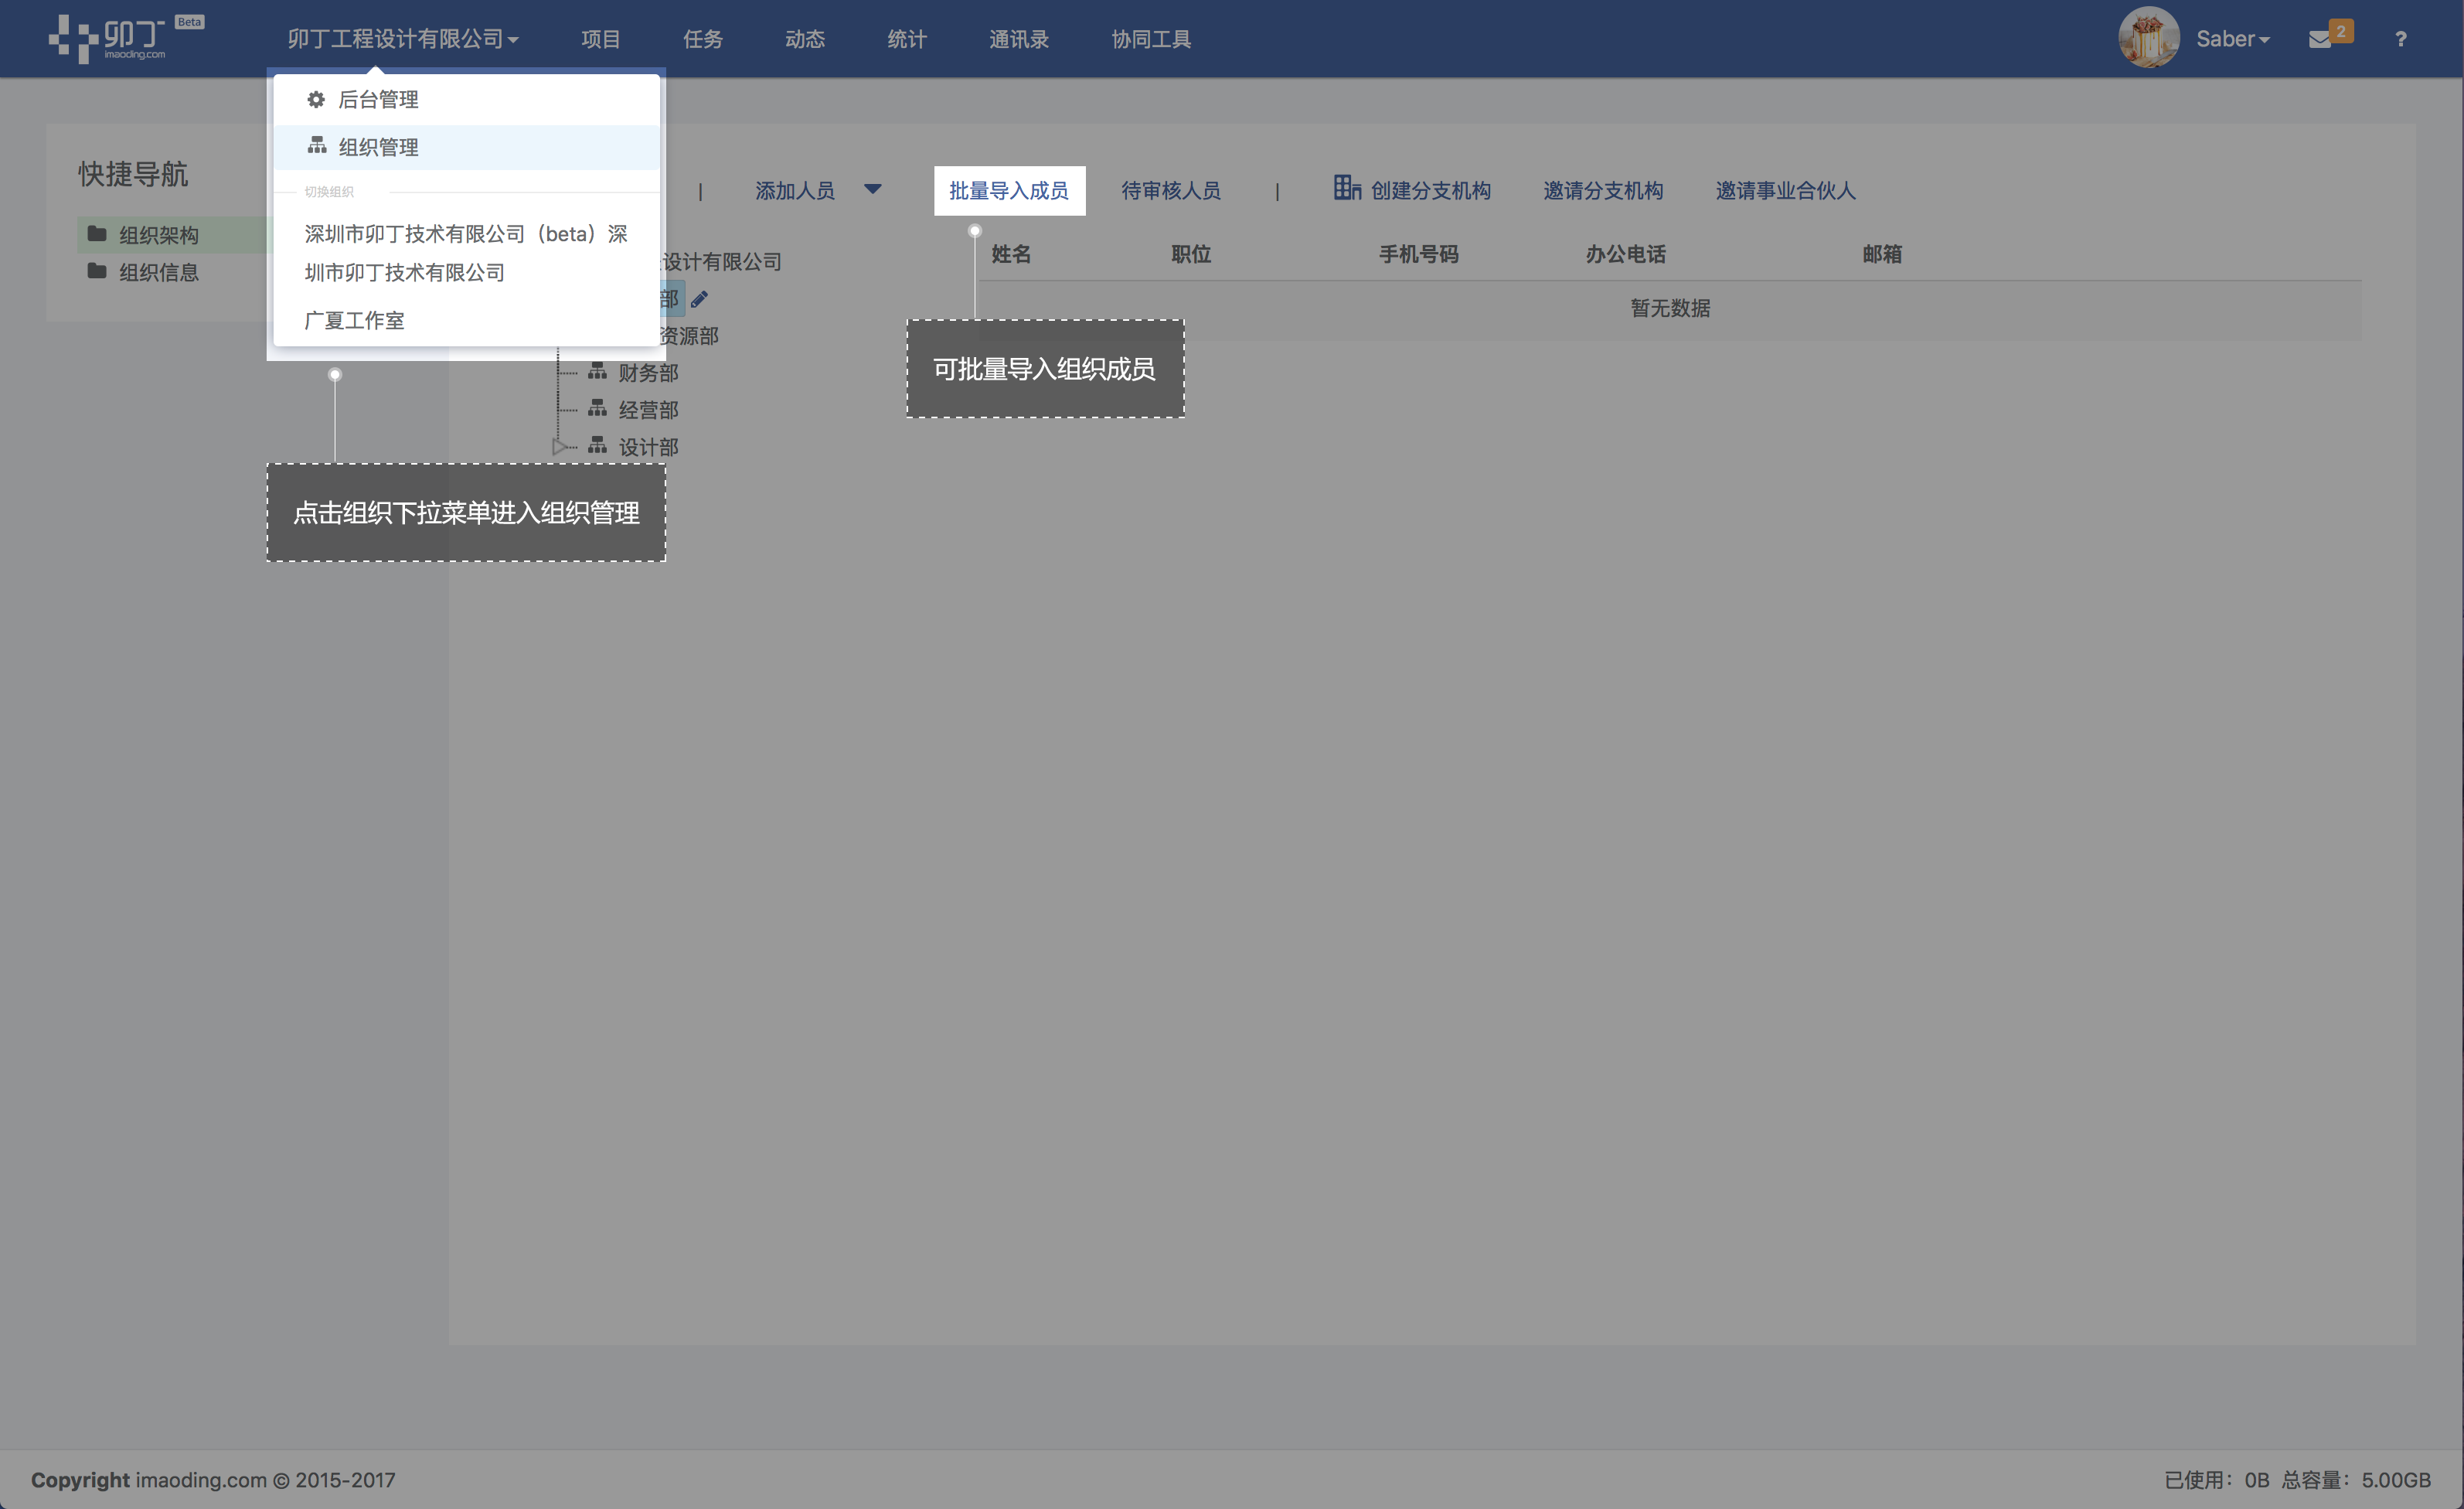 卯丁 Beta
imaoding.com
卯丁工程设计有限公司 项目 任务 动态 统计 通讯录 协同工具 Saber 2 ?
后台管理
组织管理
切换组织
深圳市卯丁技术有限公司（beta）深
圳市卯丁技术有限公司
广夏工作室
快捷导航
组织架构
组织信息
| 添加人员 批量导入成员 待审核人员 | 创建分支机构 邀请分支机构 邀请事业合伙人
设计有限公司
部
资源部
财务部
经营部
设计部
姓名 职位 手机号码 办公电话 邮箱
暂无数据
可批量导入组织成员
点击组织下拉菜单进入组织管理
Copyright imaoding.com © 2015-2017
已使用：0B 总容量：5.00GB